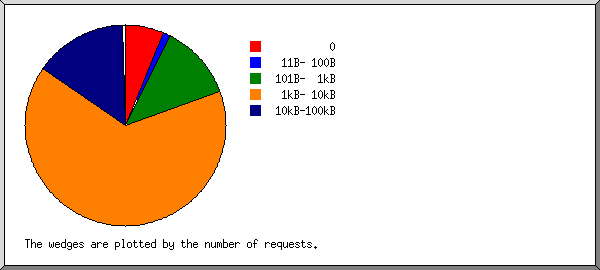 0
11B- 100B
101B-  1kB
1kB- 10kB
10kB-100kB
The wedges are plotted by the number of requests.